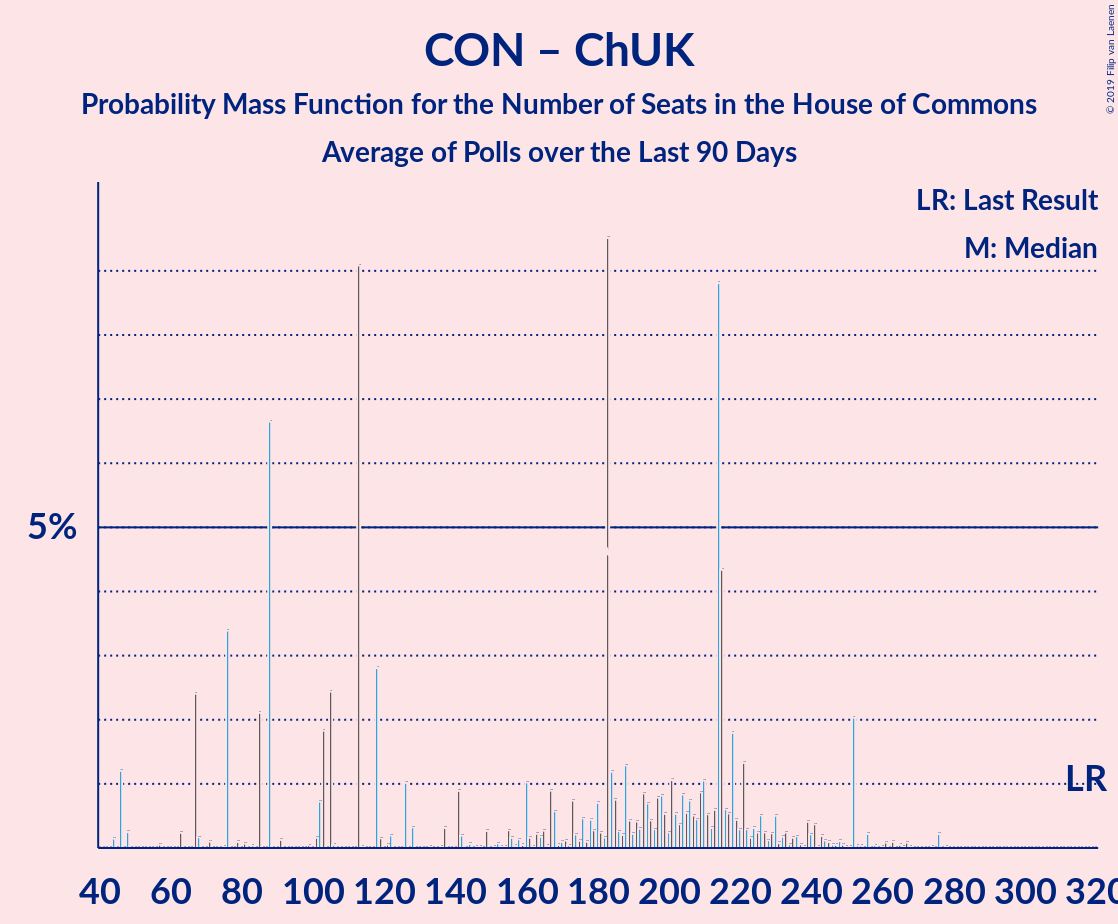 CON – ChUK
Probability Mass Function for the Number of Seats in the House of Commons
Average of Polls over the Last 90 Days
© 2019 Filip van Laenen
LR: Last Result
M: Median
5%
LR
40 60 80 100 120 140 160 180 200 220 240 260 280 300 320